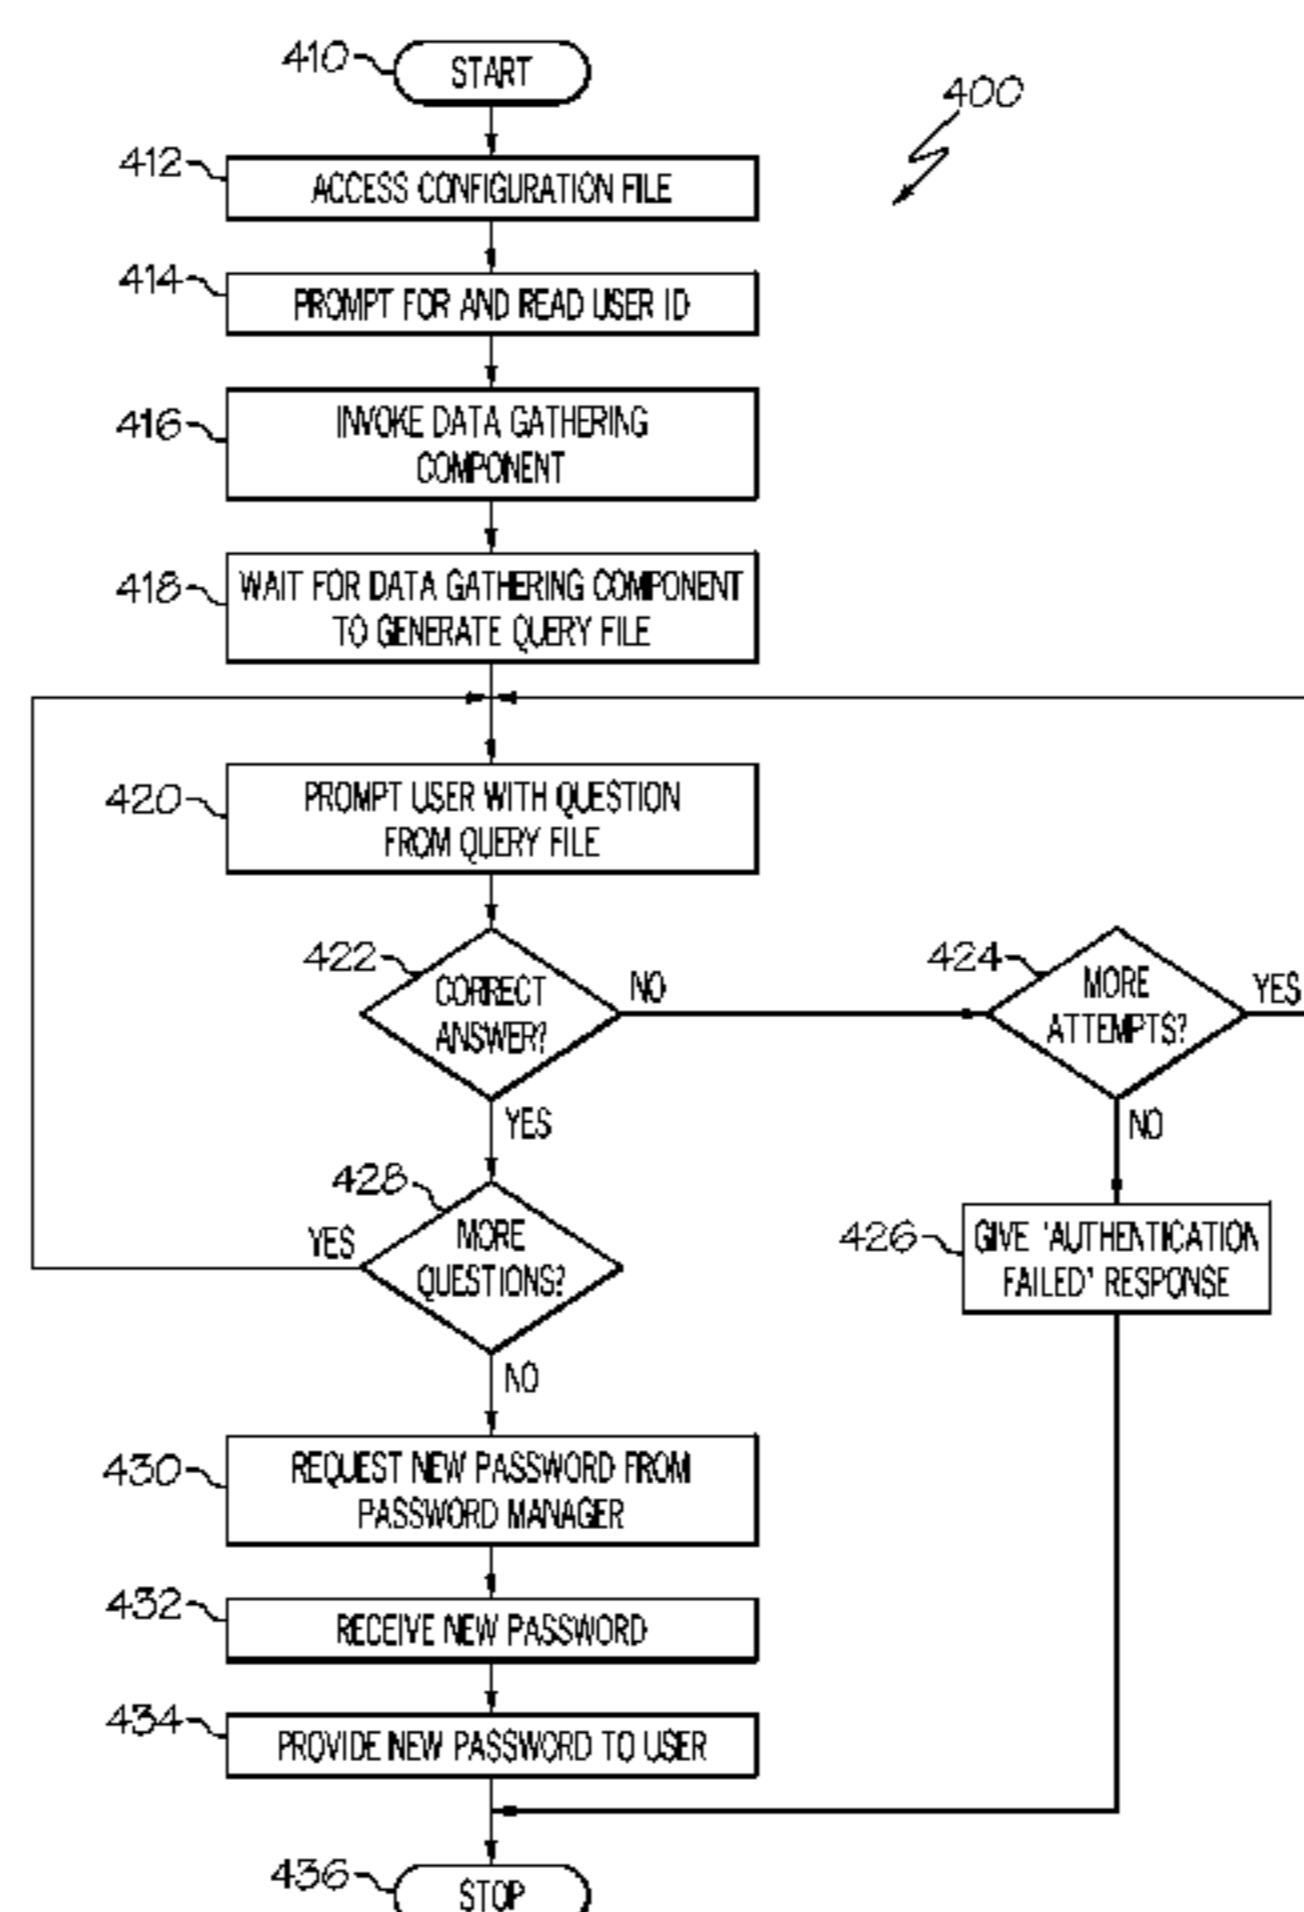 410
START
400
412
ACCESS CONFIGURATION FILE
414
PROMPT FOR AND READ USER ID
416
INVOKE DATA GATHERING
COMPONENT
418
WAIT FOR DATA GATHERING COMPONENT
TO GENERATE QUERY FILE
420
PROMPT USER WITH QUESTION
FROM QUERY FILE
422
CORRECT
ANSWER?
NO
424
MORE
ATTEMPTS?
YES
YES
NO
428
MORE
QUESTIONS?
YES
426
GIVE 'AUTHENTICATION
FAILED' RESPONSE
NO
430
REQUEST NEW PASSWORD FROM
PASSWORD MANAGER
432
RECEIVE NEW PASSWORD
434
PROVIDE NEW PASSWORD TO USER
436
STOP